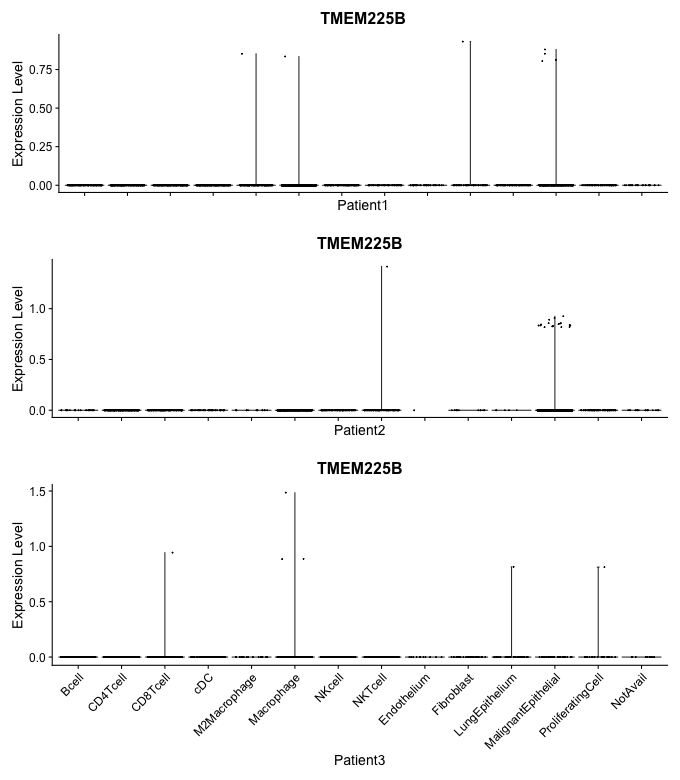 TMEM225B
Expression Level
0.75
0.50
0.25
0.00
Patient1
TMEM225B
Expression Level
1.0
0.5
0.0
Patient2
TMEM225B
Expression Level
1.5
1.0
0.5
0.0
Bcell
CD4Tcell
CD8Tcell
cDC
M2Macrophage
Macrophage
NKcell
NKTcell
Endothelium
Fibroblast
LungEpithelium
MalignantEpithelial
ProliferatingCell
NotAvail
Patient3